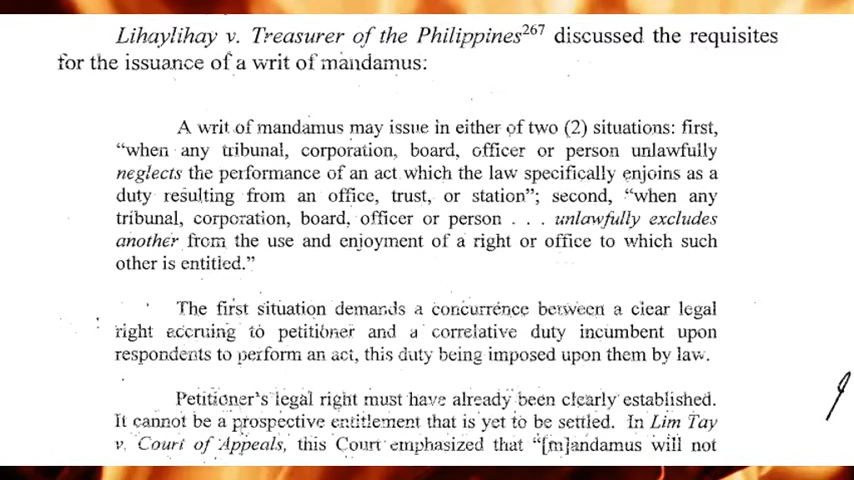 Lihaylihay v. Treasurer of the Philippines267 discussed the requisites
for the issuance of a writ of mandamus:
A writ of mandamus may issue in either of two (2) situations: first,
“when any tribunal, corporation, board, officer or person unlawfully
neglects the performance of an act which the law specifically enjoins as a
duty resulting from an office, trust, or station”; second, “when any
tribunal, corporation, board, officer or person . . . unlawfully excludes
another from the use and enjoyment of a right or office to which such
other is entitled.”
The first situation demands a concurrence between a clear legal
right accruing to petitioner and a correlative duty incumbent upon
respondents to perform an act, this duty being imposed upon them by law.
Petitioner’s legal right must have already been clearly established.
It cannot be a prospective entitlement that is yet to be settled. In Lim Tay
v. Court of Appeals, this Court emphasized that “[m]andamus will not